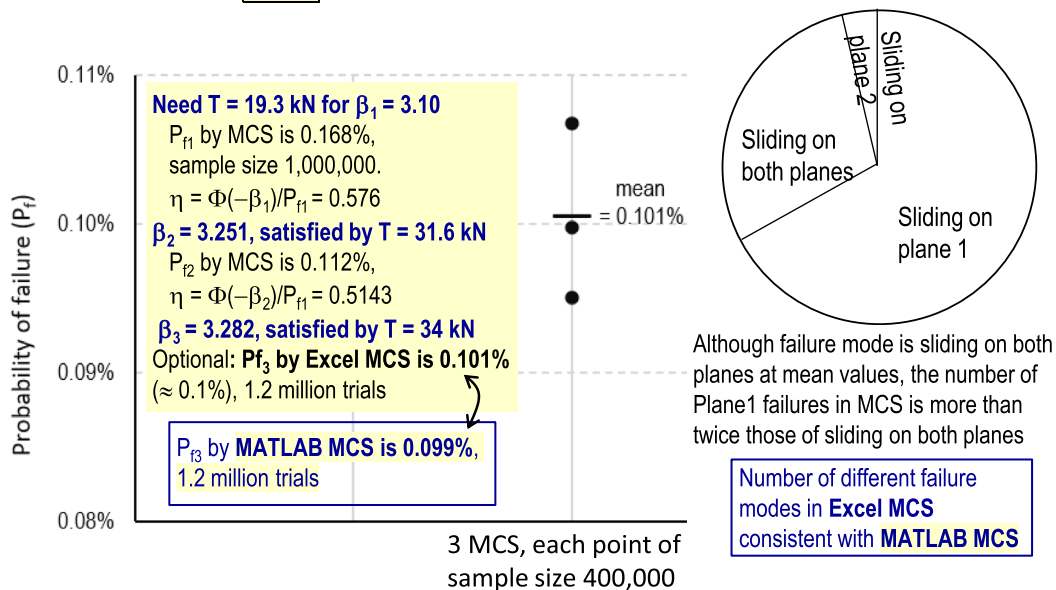 Probability of failure (Pf)
0.11%
0.10%
0.09%
0.08%
Need T = 19.3 kN for β1 = 3.10
Pf1 by MCS is 0.168%,
sample size 1,000,000.
η = Φ(−β1)/Pf1 = 0.576
β2 = 3.251, satisfied by T = 31.6 kN
Pf2 by MCS is 0.112%,
η = Φ(−β2)/Pf1 = 0.5143
β3 = 3.282, satisfied by T = 34 kN
Optional: Pf3 by Excel MCS is 0.101%
(≈ 0.1%), 1.2 million trials
Pf3 by MATLAB MCS is 0.099%,
1.2 million trials
mean
= 0.101%
3 MCS, each point of
sample size 400,000
Sliding on
plane 2
Sliding on
both planes
Sliding on
plane 1
Although failure mode is sliding on both
planes at mean values, the number of
Plane1 failures in MCS is more than
twice those of sliding on both planes
Number of different failure
modes in Excel MCS
consistent with MATLAB MCS